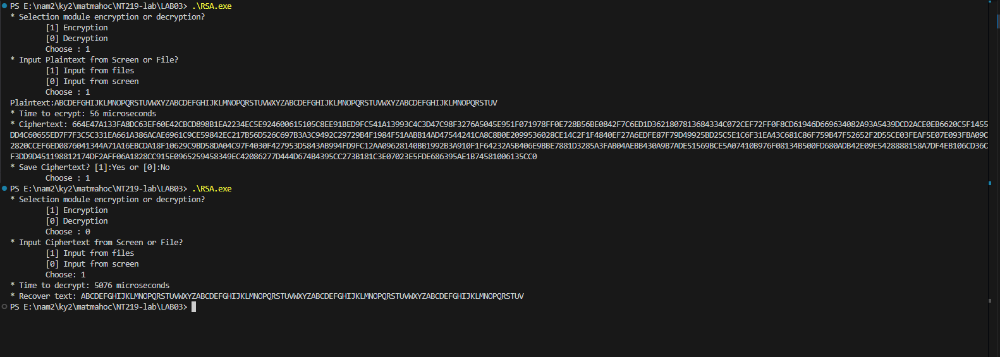 PS E:\nam2\ky2\matmahoc\NT219-lab\LAB03> .\RSA.exe
* Selection module encryption or decryption?
[1] Encryption
[0] Decryption
Choose : 1
* Input Plaintext from Screen or File?
[1] Input from files
[0] Input from screen
Choose : 1
Plaintext:ABCDEFGHIJKLMNOPQRSTUVWXYZABCDEFGHIJKLMNOPQRSTUVWXYZABCDEFGHIJKLMNOPQRSTUVWXYZABCDEFGHIJKLMNOPQRSTUV
* Time to ecrypt: 56 microseconds
* Ciphertext: 664E47A133FA8DC63EF60E42CBCD898B1EA2234EC5E924600615105C8EE91BED9FC541A13993C4C3D47C98F3276A5045E951F071978FF0E728B56BE0842F7C6ED1D3621807813684334C072CEF72FF0F8CD61946D669634082A93A5439DCD2ACE0EB6620C5F1455
DD4C60655ED7F7F3C5C331EA661A386ACAE6961C9CE59842EC217B56D526C697B3A3C9492C29729B4F1984F51AABB14AD47544241CA8C8B0E2099536028CE14C2F1F4840EF27A6EDFE87F79D49925BD25C5E1C6F31EA43C681C86F759B47F52652F2D55CE03FEAF5E07E093FBA09C
2820CCEF6ED0876041344A71A16EBCDA18F10629C9BD58DA04C97F4030F427953D5843AB994FD9FC12AA09628140BB1992B3A910F1F64232A5B406E9BBE7881D3285A3FAB04AEBB430A9B7ADE51569BCE5A07410B976F08134B500FD680ADB42E09E5428888158A7DF4EB106CD36C
F3DD9D451198812174DF2AFF06A1828CC915E0965259458349EC42086277D444D674B4395CC273B181C3E07023E5FDE686395AE1B74581006135CC0
* Save Ciphertext? [1]:Yes or [0]:No
Choose : 1
PS E:\nam2\ky2\matmahoc\NT219-lab\LAB03> .\RSA.exe
* Selection module encryption or decryption?
[1] Encryption
[0] Decryption
Choose : 0
* Input Ciphertext from Screen or File?
[1] Input from files
[0] Input from screen
Choose: 1
* Time to decrypt: 5076 microseconds
* Recover text: ABCDEFGHIJKLMNOPQRSTUVWXYZABCDEFGHIJKLMNOPQRSTUVWXYZABCDEFGHIJKLMNOPQRSTUVWXYZABCDEFGHIJKLMNOPQRSTUV
PS E:\nam2\ky2\matmahoc\NT219-lab\LAB03>